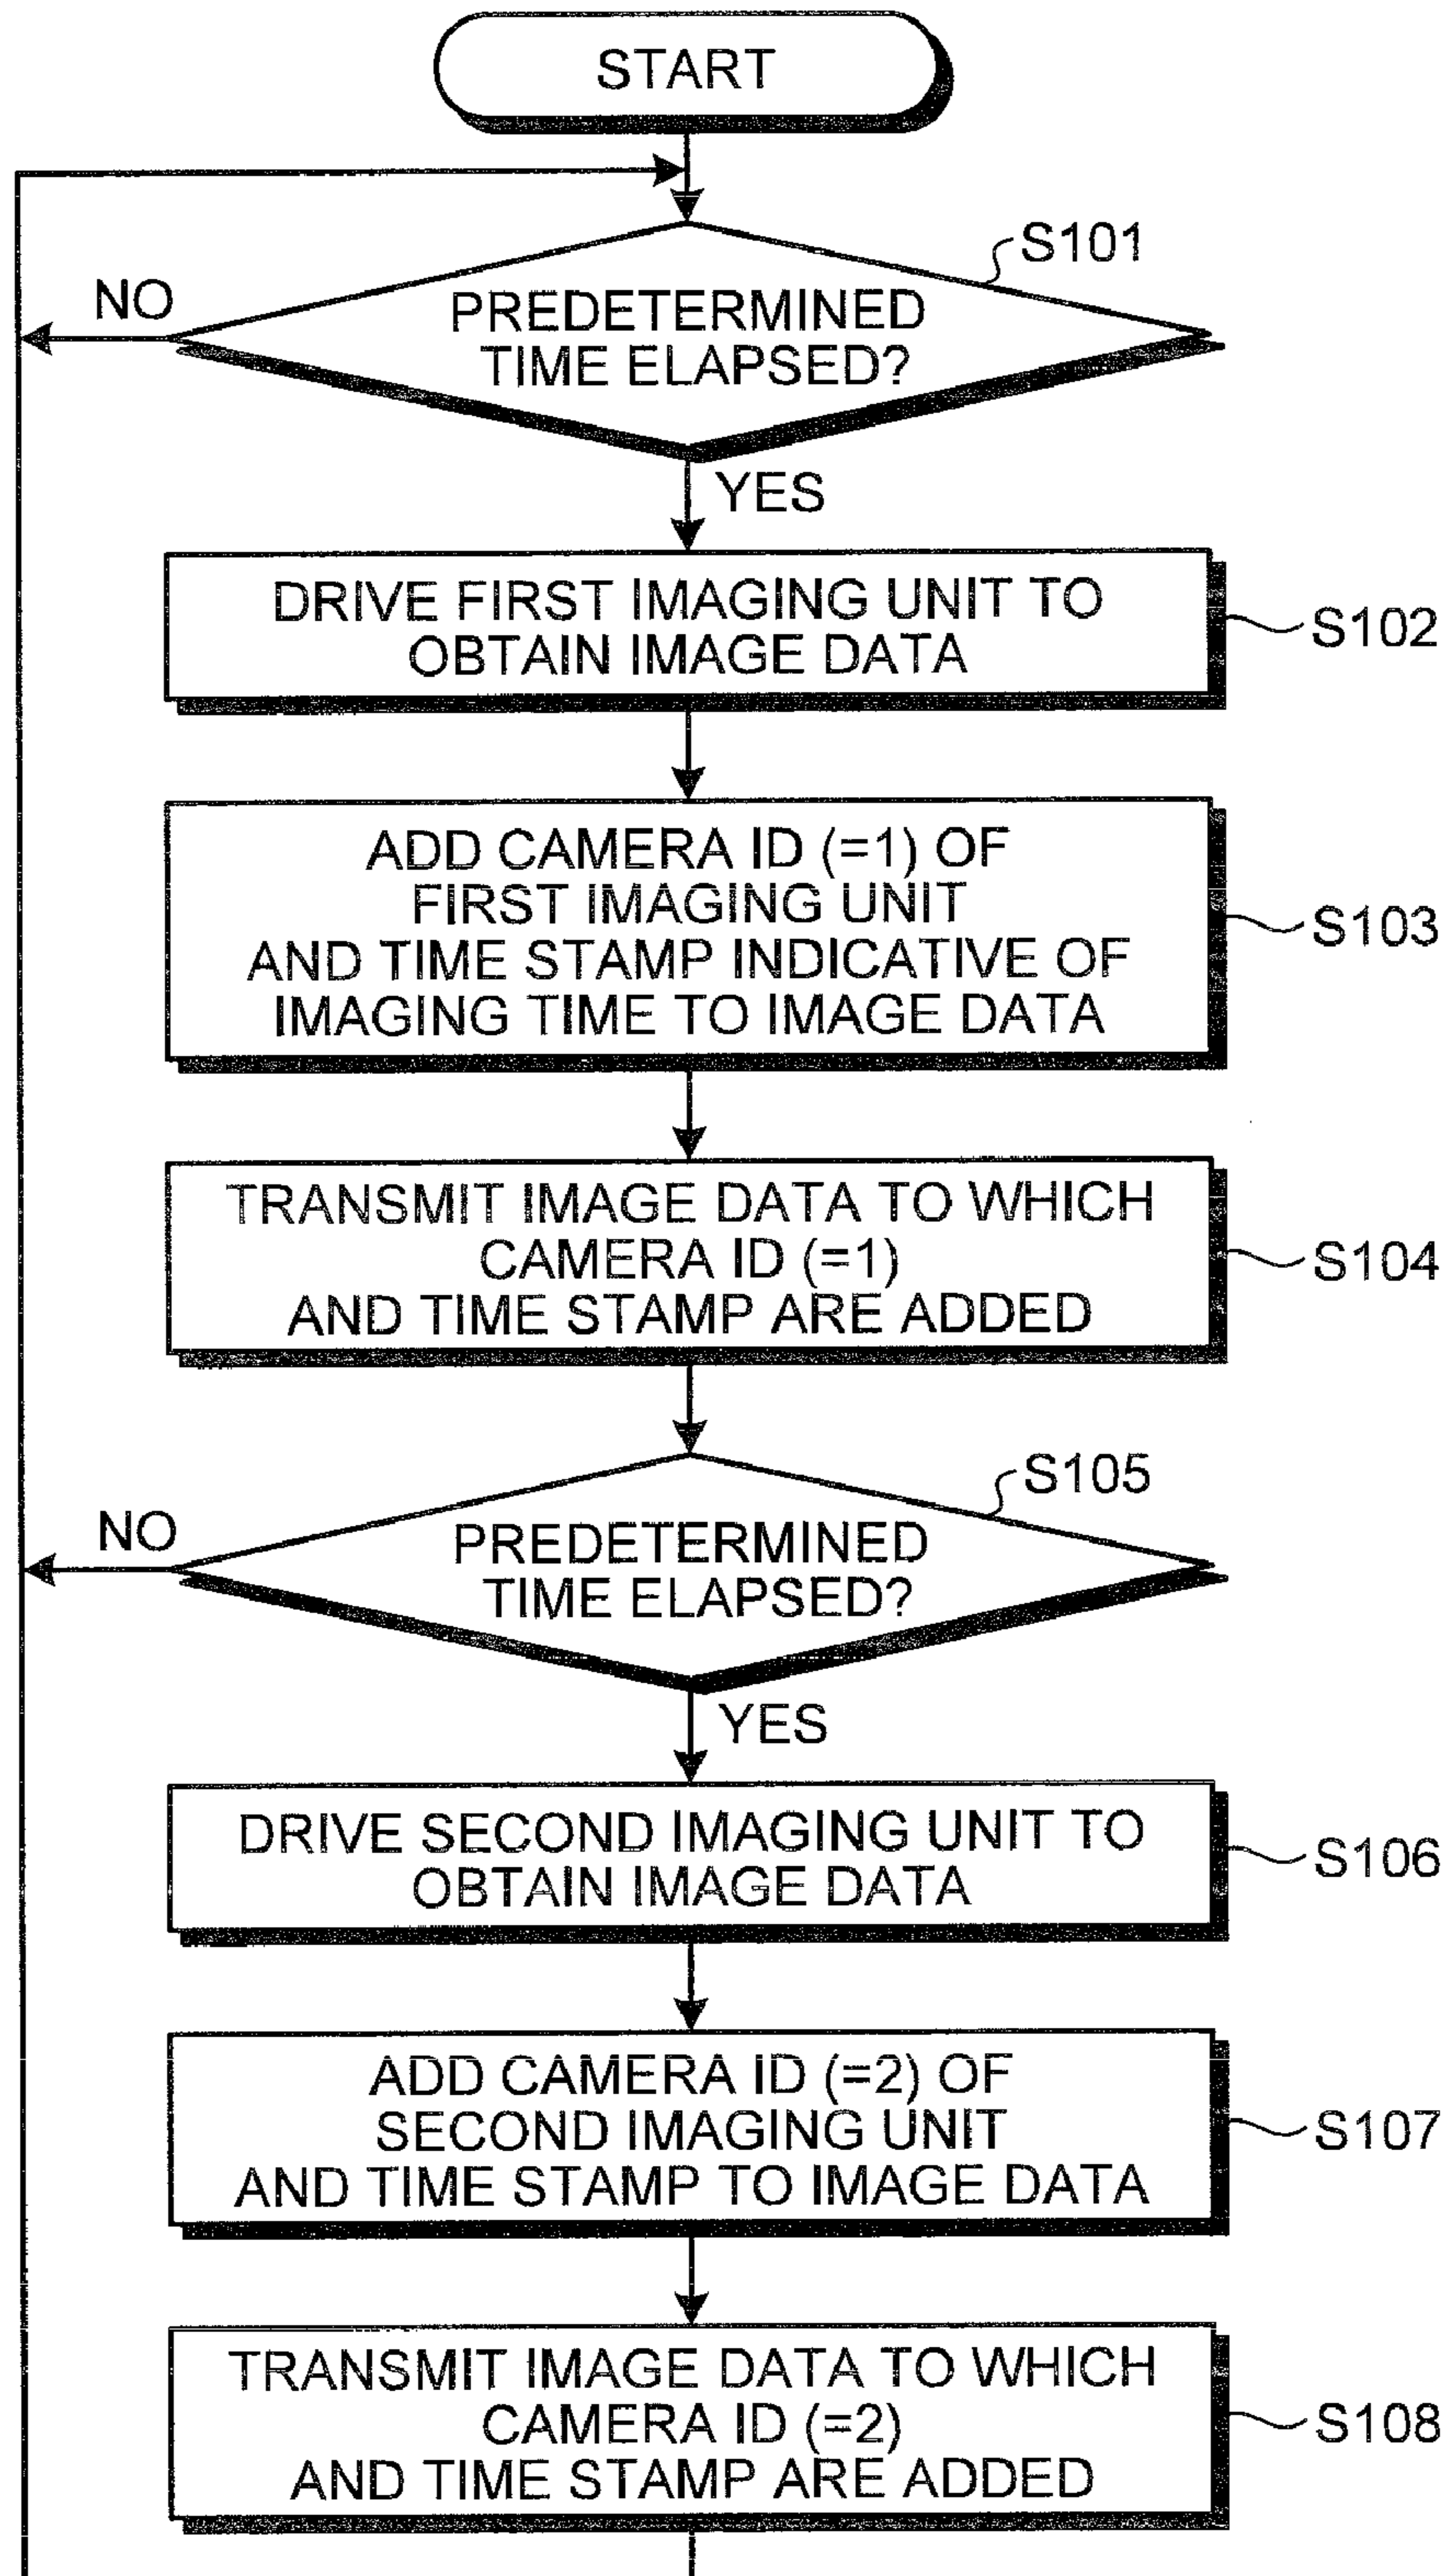 START
S101
NO
PREDETERMINED
TIME ELAPSED?
YES
DRIVE FIRST IMAGING UNIT TO
OBTAIN IMAGE DATA
S102
ADD CAMERA ID (=1) OF
FIRST IMAGING UNIT
AND TIME STAMP INDICATIVE OF
IMAGING TIME TO IMAGE DATA
S103
TRANSMIT IMAGE DATA TO WHICH
CAMERA ID (=1)
AND TIME STAMP ARE ADDED
S104
S105
NO
PREDETERMINED
TIME ELAPSED?
YES
DRIVE SECOND IMAGING UNIT TO
OBTAIN IMAGE DATA
S106
ADD CAMERA ID (=2) OF
SECOND IMAGING UNIT
AND TIME STAMP TO IMAGE DATA
S107
TRANSMIT IMAGE DATA TO WHICH
CAMERA ID (=2)
AND TIME STAMP ARE ADDED
S108